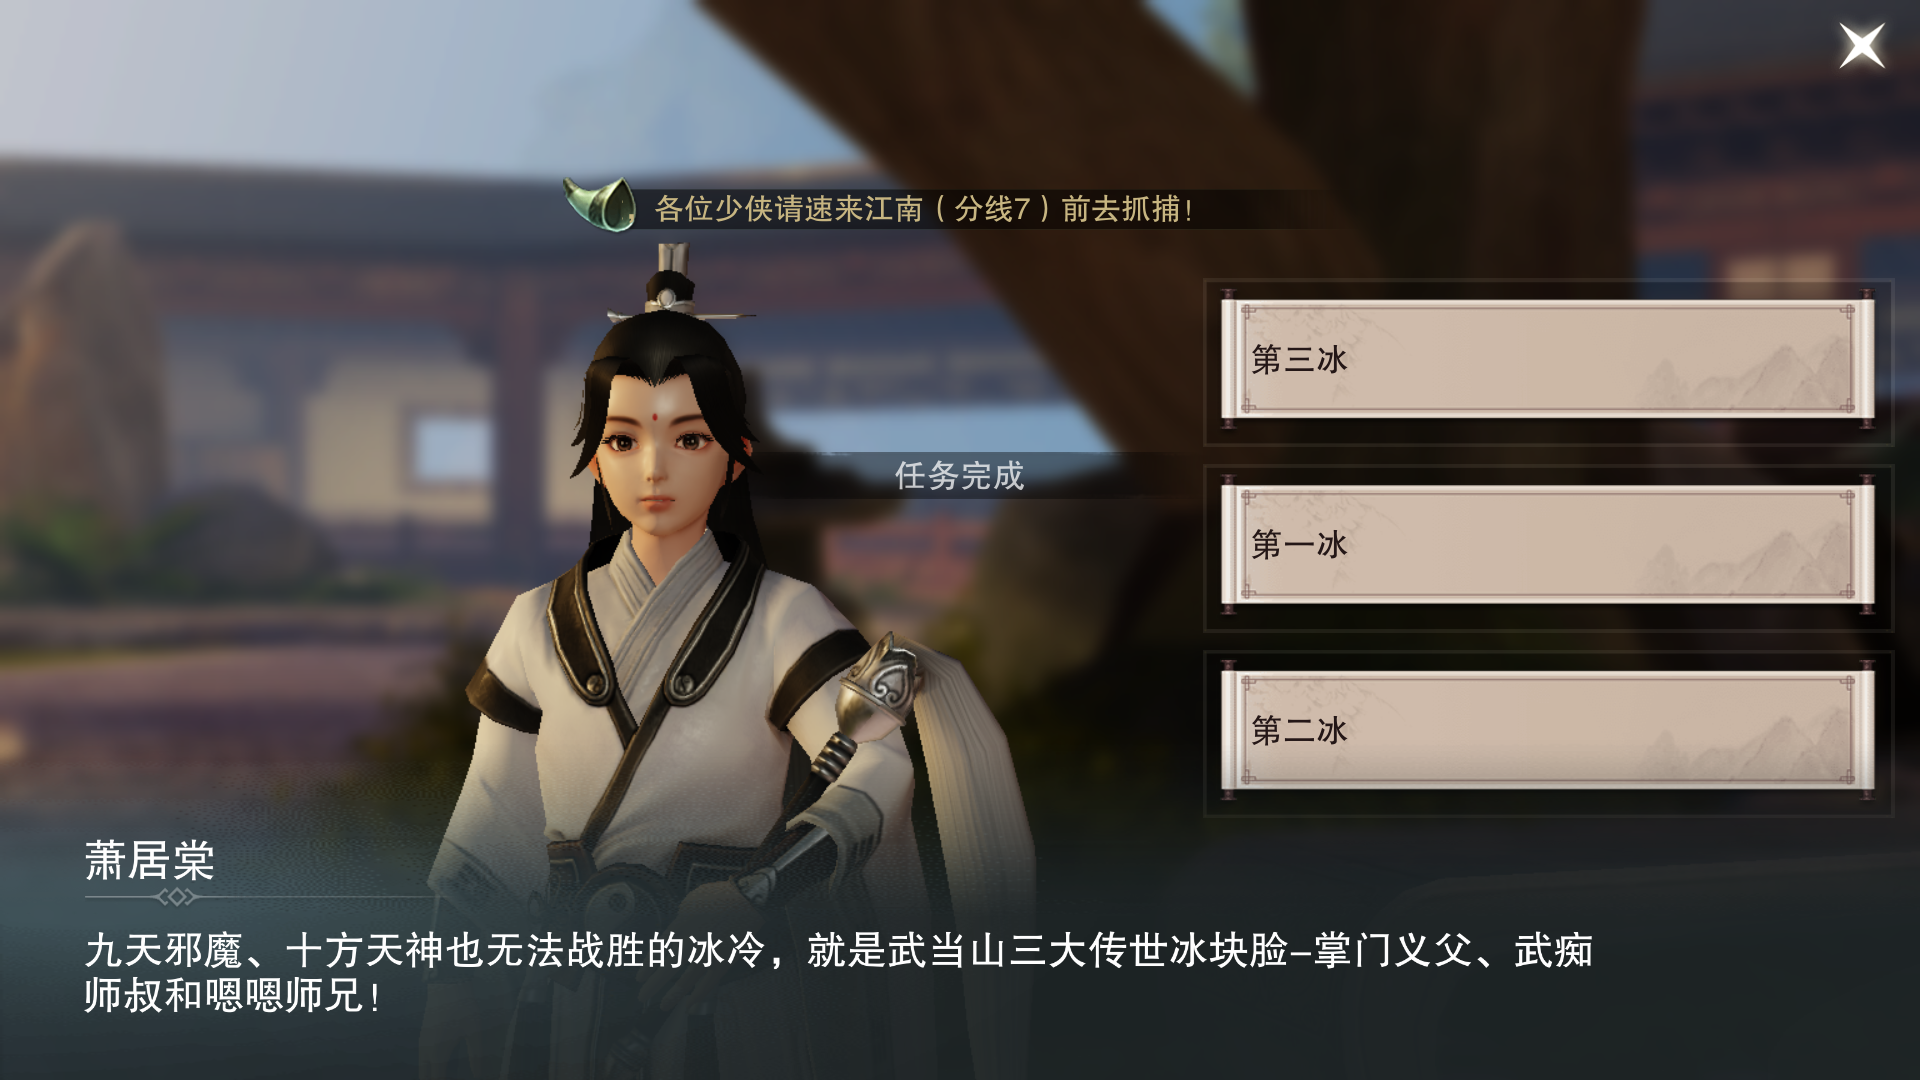 各位少侠请速来江南（分线7）前去抓捕！
第三冰
任务完成
第一冰
第二冰
萧居棠
九天邪魔、十方天神也无法战胜的冰冷，就是武当山三大传世冰块脸–掌门义父、武痴
师叔和嗯嗯师兄！